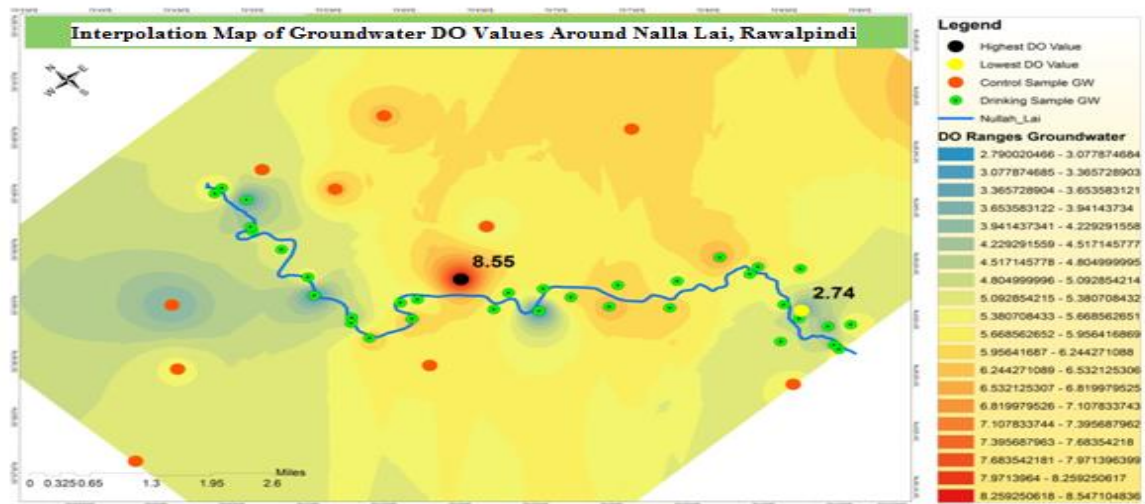 Interpolation Map of Groundwater DO Values Around Nalla Lai, Rawalpindi
N
E
W
S
8.55
2.74
0 0.325 0.65 1.3 1.95 2.6
Miles
Legend
Highest DO Value
Lowest DO Value
Control Sample GW
Drinking Sample GW
Nullah_Lai
DO Ranges Groundwater
2.790020466 - 3.077874684
3.077874685 - 3.365728903
3.365728904 - 3.653583121
3.653583122 - 3.94143734
3.941437341 - 4.229291558
4.229291559 - 4.517145777
4.517145778 - 4.804999995
4.804999996 - 5.092854214
5.092854215 - 5.380708432
5.380708433 - 5.668562651
5.668562652 - 5.956416869
5.95641687 - 6.244271088
6.244271089 - 6.532125306
6.532125307 - 6.819979525
6.819979526 - 7.107833743
7.107833744 - 7.395687962
7.395687963 - 7.68354218
7.683542181 - 7.971396399
7.9713964 - 8.259250617
8.259250618 - 8.547104836